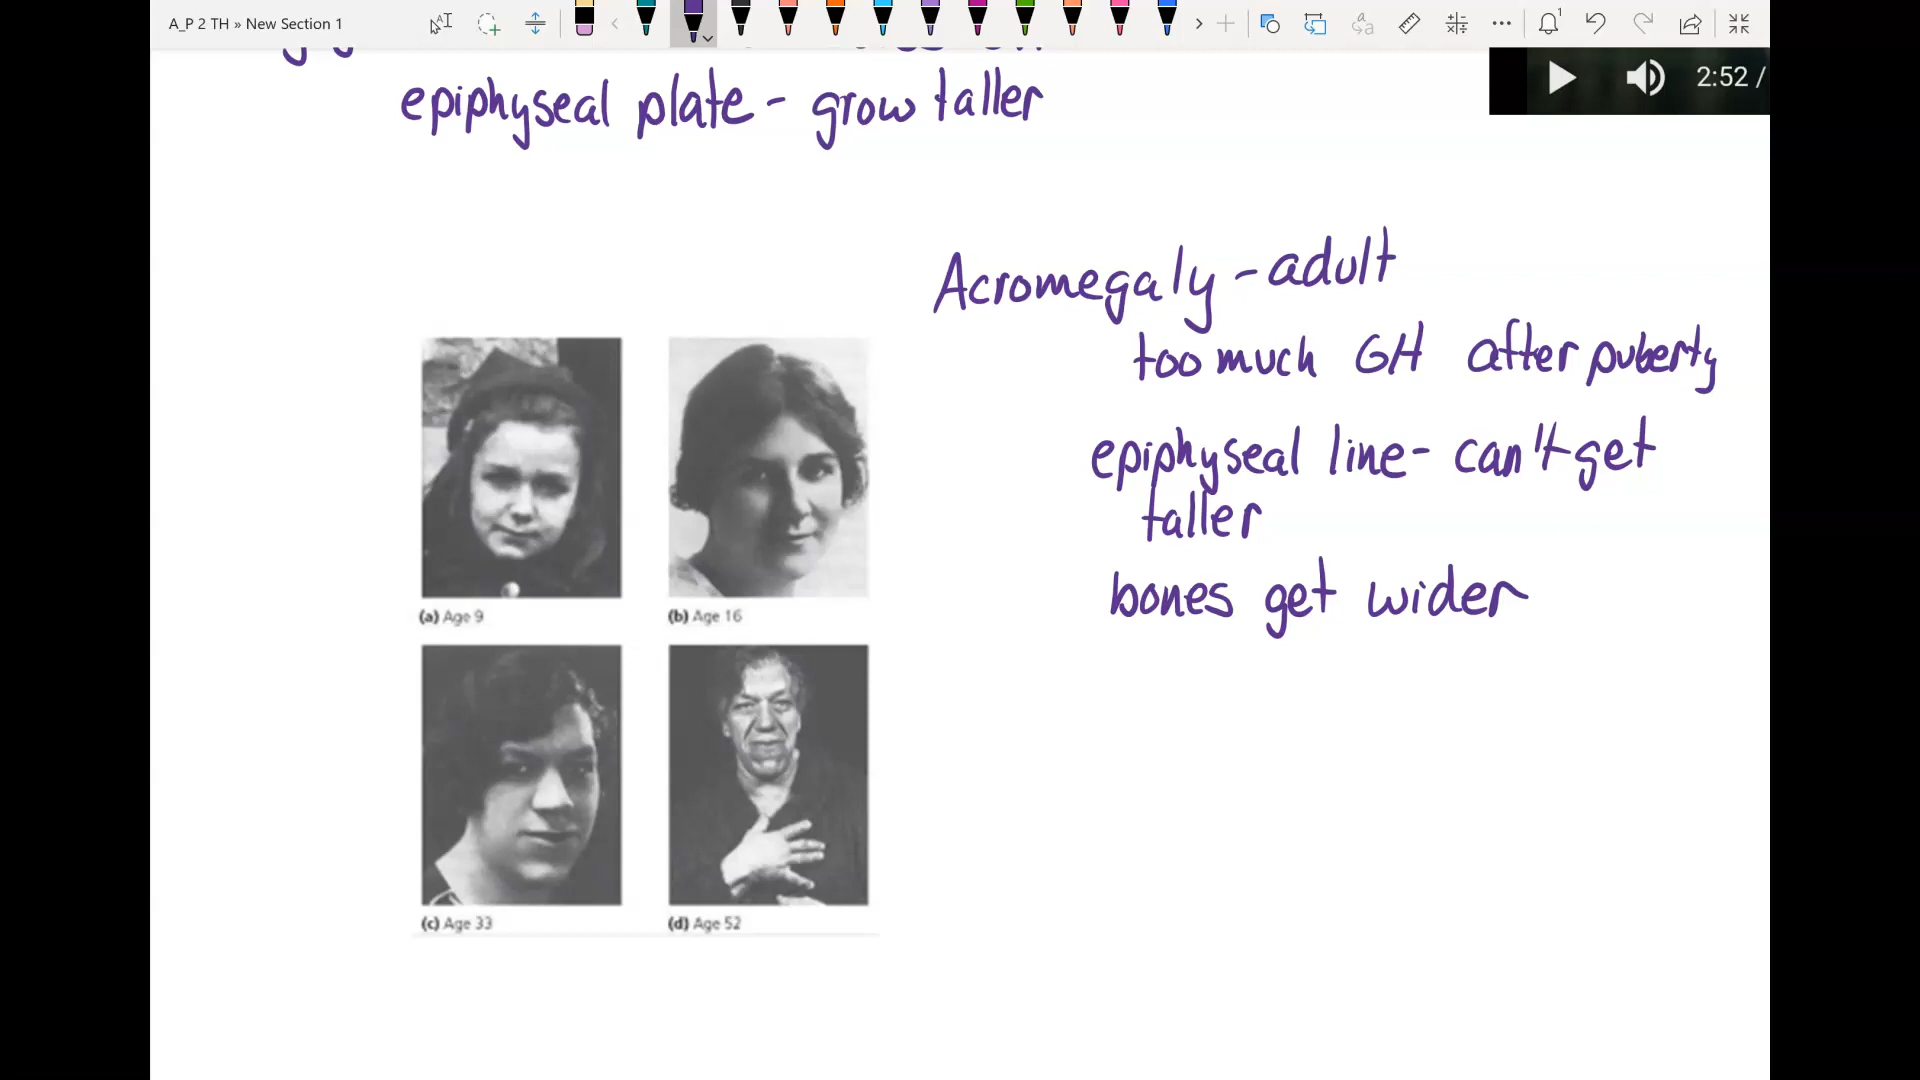 A_P 2 TH » New Section 1
2:52 /
epiphyseal plate - grow taller
Acromegaly - adult
too much GH after puberty
epiphyseal line - can't get
taller
bones get wider
(a) Age 9
(b) Age 16
(c) Age 33
(d) Age 52